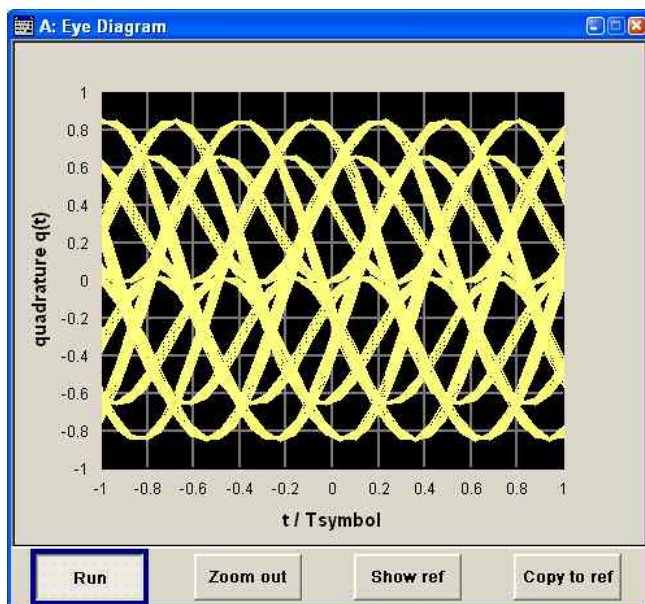 A: Eye Diagram
1
0.8
0.6
0.4
0.2
0
-0.2
-0.4
-0.6
-0.8
-1
quadrature q(t)
-1 -0.8 -0.6 -0.4 -0.2 0 0.2 0.4 0.6 0.8 1
t / Tsymbol
Run Zoom out Show ref Copy to ref